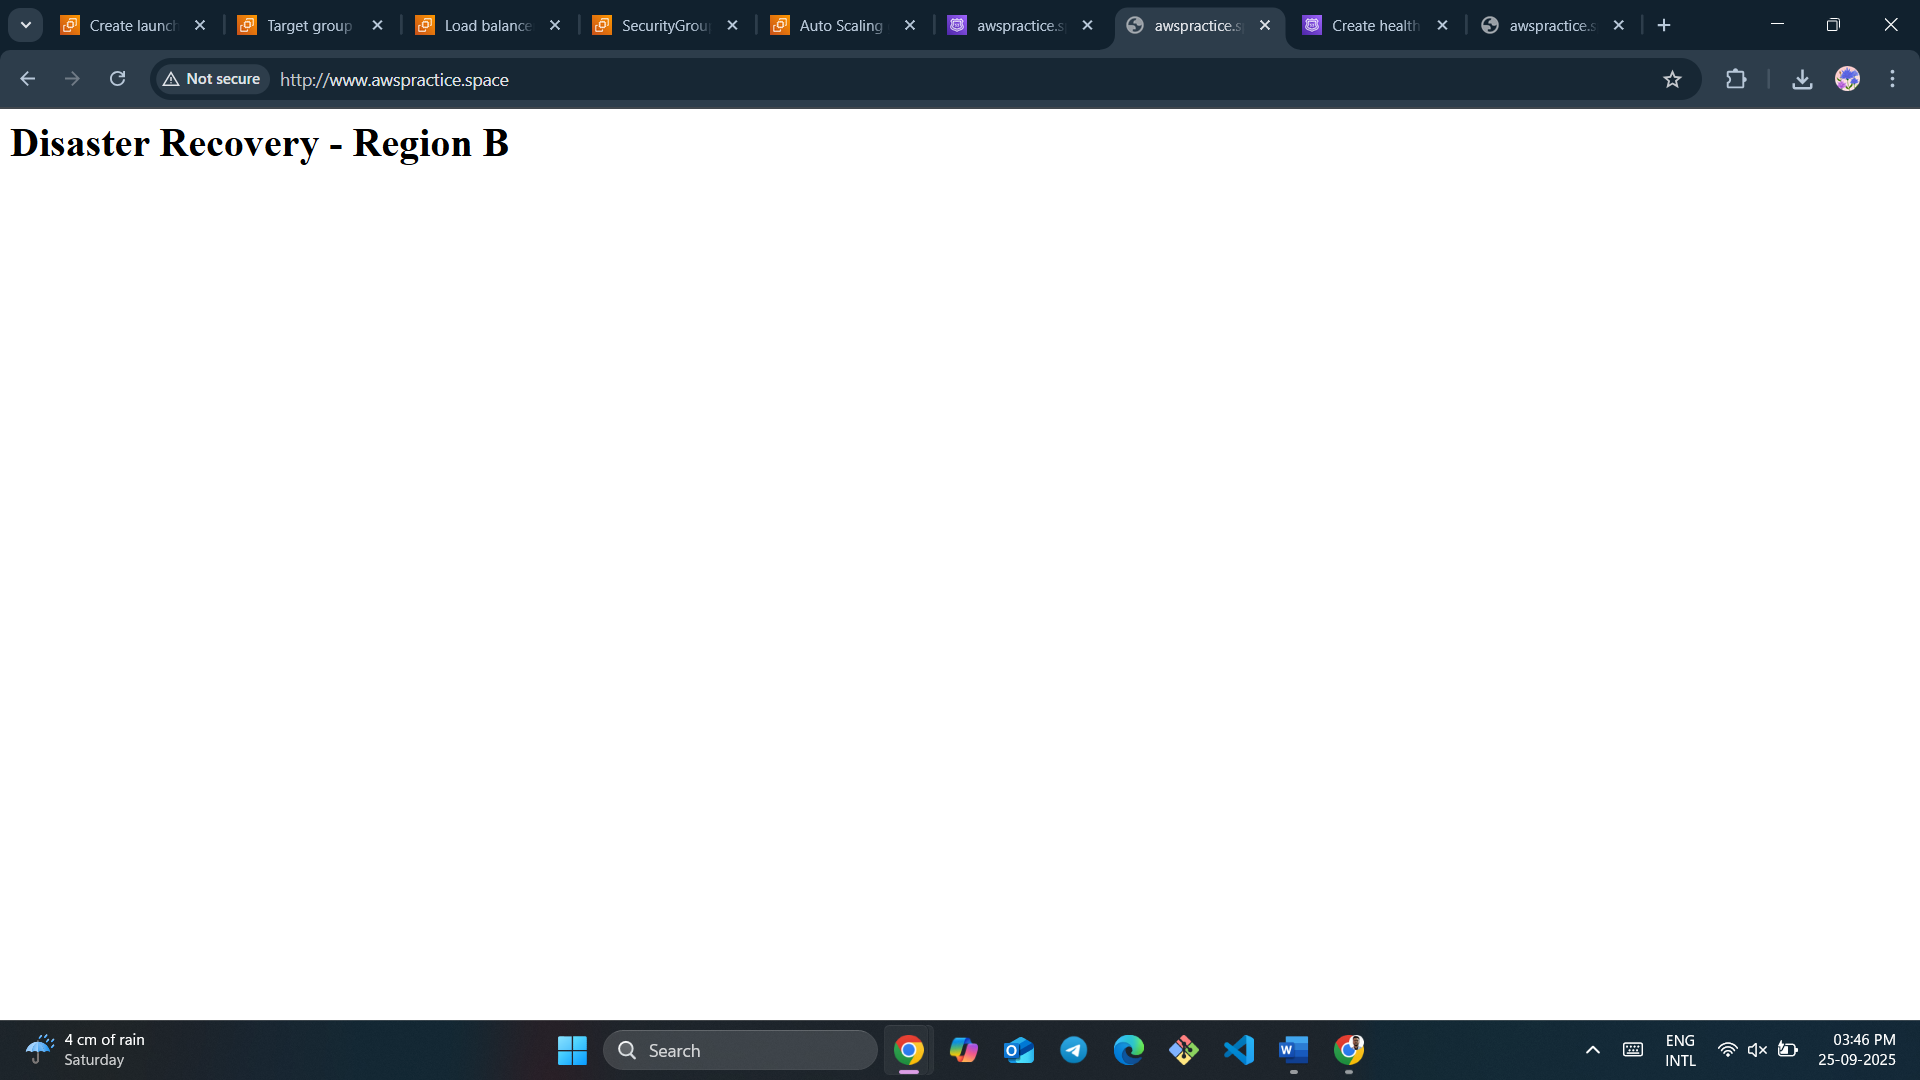 Create launch
Target group
Load balance
SecurityGrou
Auto Scaling
awspractice.s
awspractice.s
Create health
awspractice.s
Not secure
http://www.awspractice.space
Disaster Recovery - Region B
4 cm of rain
Saturday
Search
ENG
INTL
03:46 PM
25-09-2025